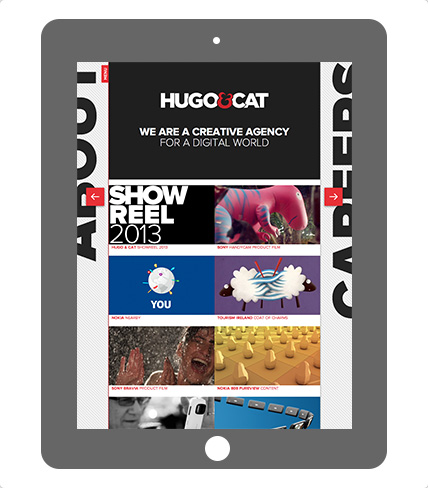 MENU
ABOUT
CAREERS
HUGO&CAT
WE ARE A CREATIVE AGENCY
FOR A DIGITAL WORLD
SHOW
REEL
2013
HUGO & CAT SHOWREEL 2013
SONY HANDYCAM PRODUCT FILM
YOU
NOKIA NEARBY
TOURISM IRELAND COAT OF CHARMS
SONY BRAVIA PRODUCT FILM
NOKIA 808 PUREVIEW CONTENT